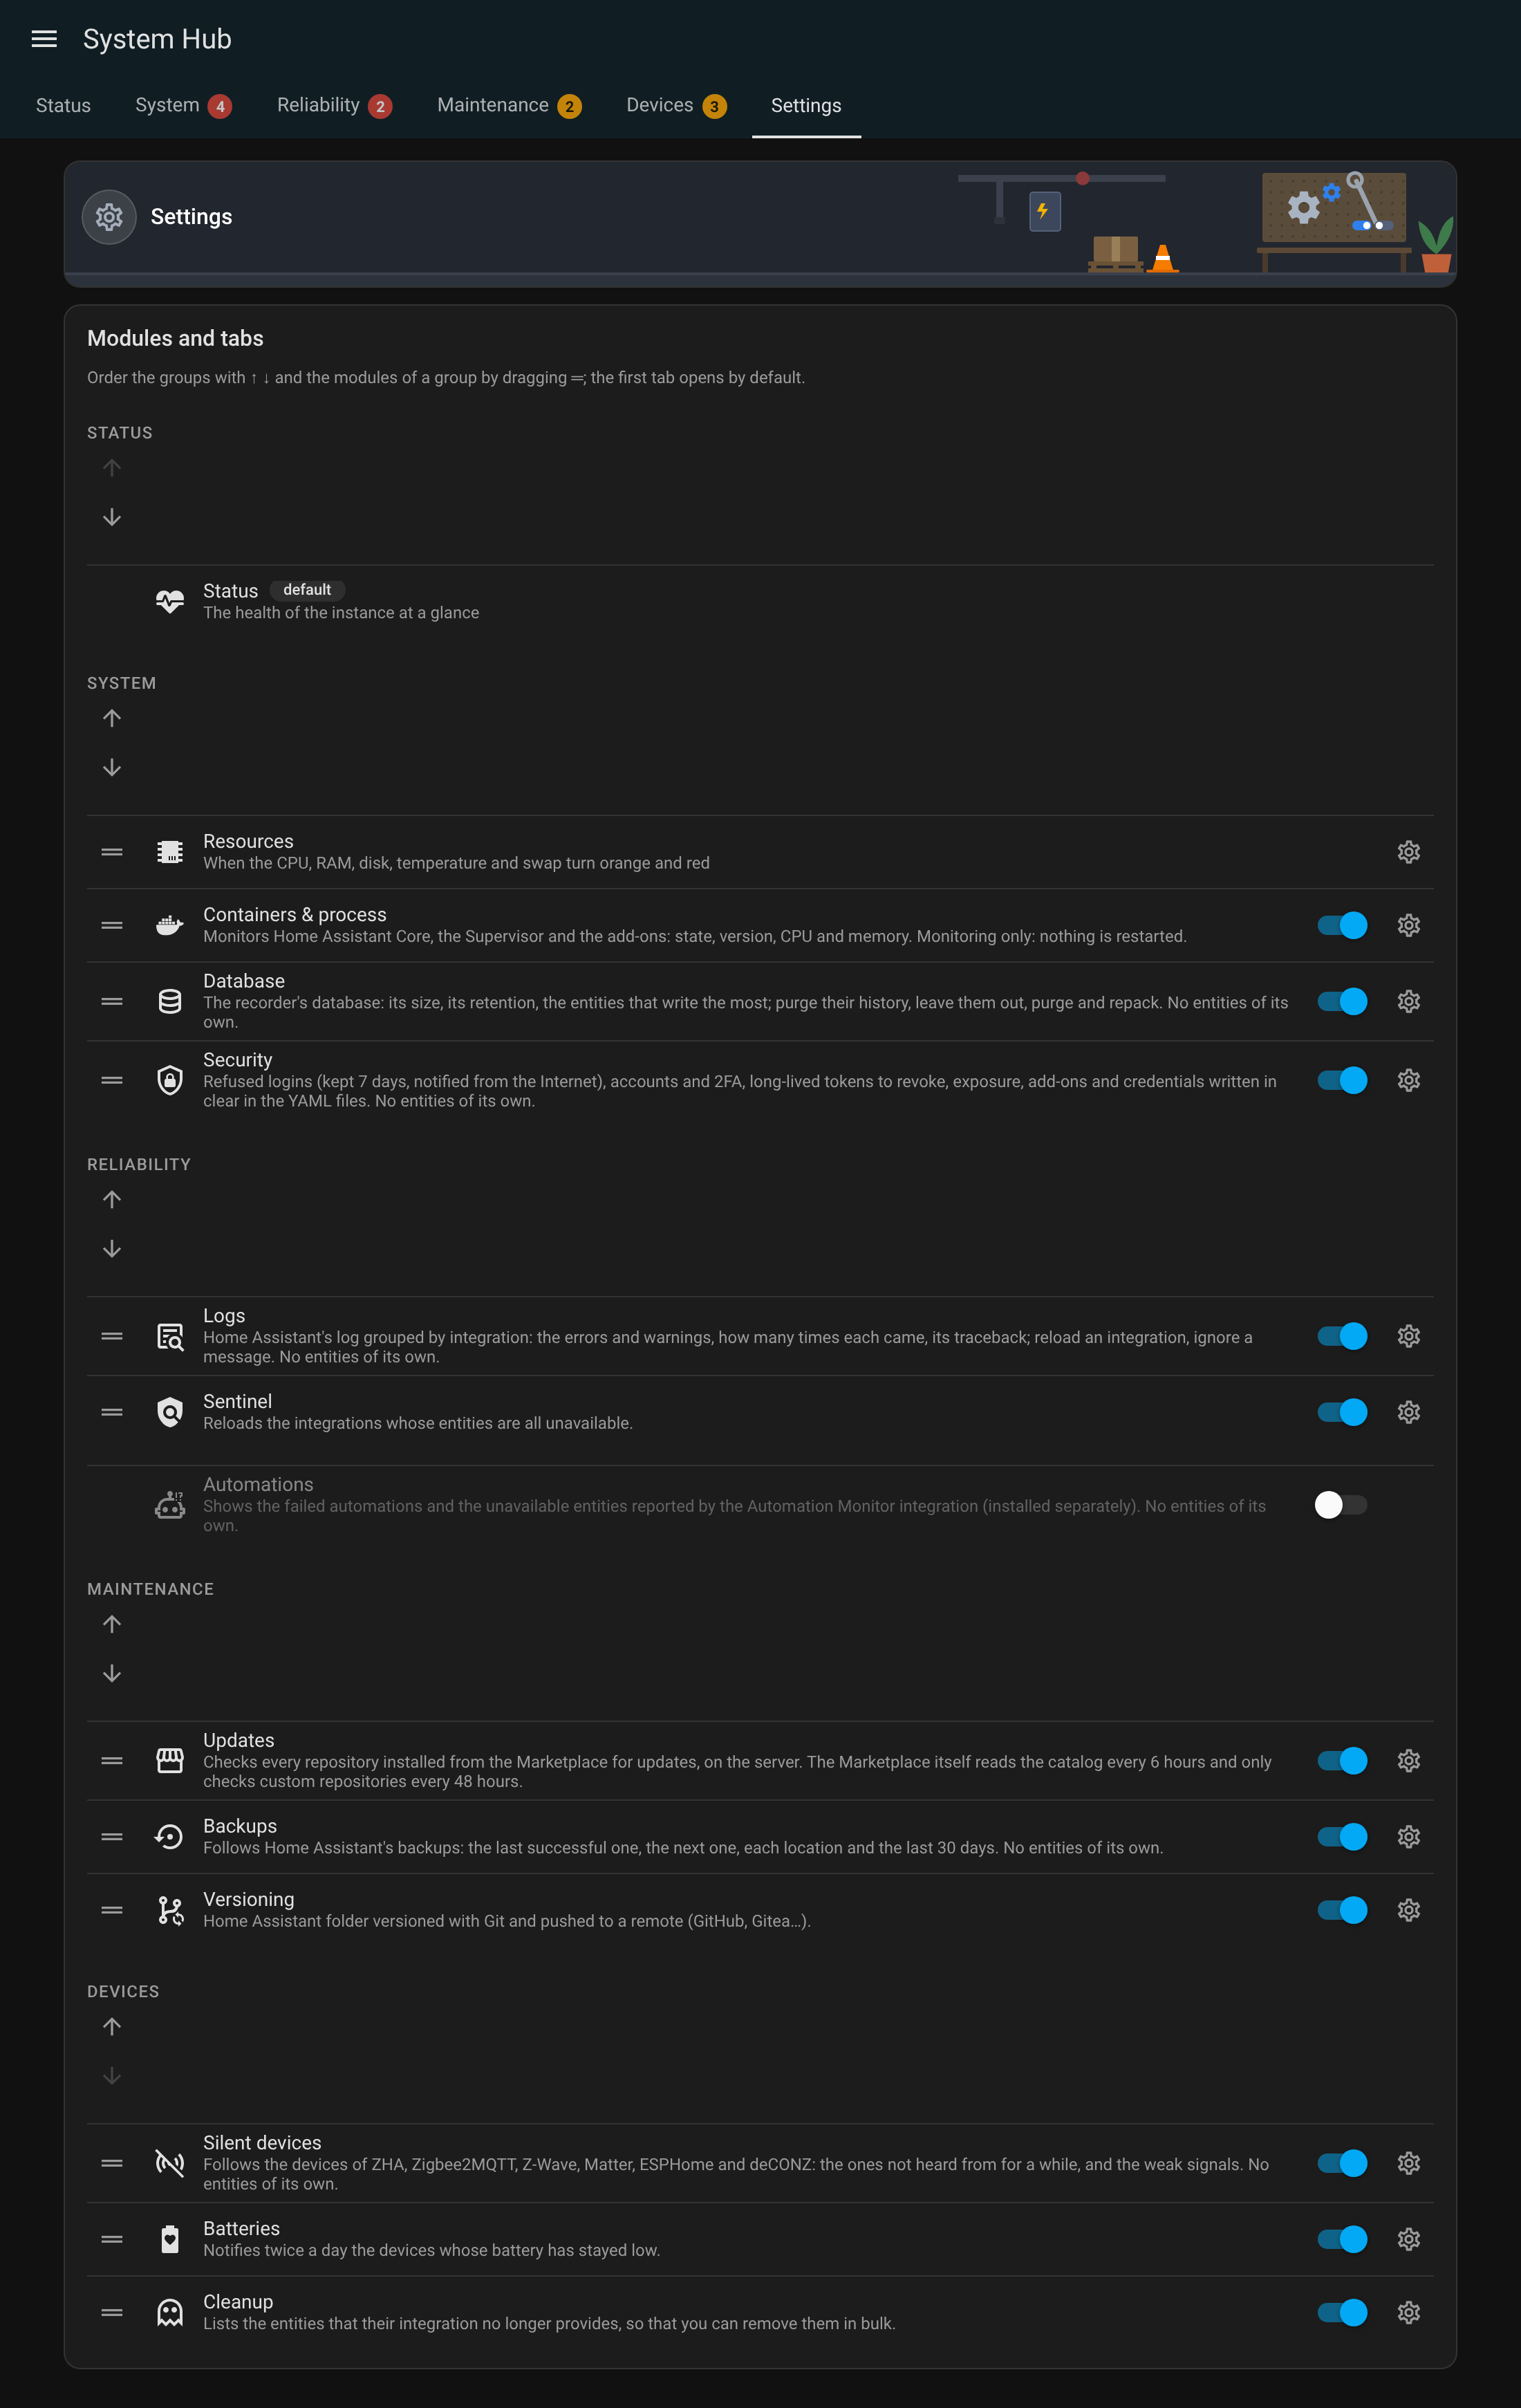 System Hub
Status
System 4
Reliability 2
Maintenance 2
Devices 3
Settings
Settings
Modules and tabs
Order the groups with ↑ ↓ and the modules of a group by dragging =; the first tab opens by default.
STATUS
Status default
The health of the instance at a glance
SYSTEM
Resources
When the CPU, RAM, disk, temperature and swap turn orange and red
Containers & process
Monitors Home Assistant Core, the Supervisor and the add-ons: state, version, CPU and memory. Monitoring only: nothing is restarted.
Database
The recorder's database: its size, its retention, the entities that write the most; purge their history, leave them out, purge and repack. No entities of its
own.
Security
Refused logins (kept 7 days, notified from the Internet), accounts and 2FA, long-lived tokens to revoke, exposure, add-ons and credentials written in
clear in the YAML files. No entities of its own.
RELIABILITY
Logs
Home Assistant's log grouped by integration: the errors and warnings, how many times each came, its traceback; reload an integration, ignore a
message. No entities of its own.
Sentinel
Reloads the integrations whose entities are all unavailable.
Automations
Shows the failed automations and the unavailable entities reported by the Automation Monitor integration (installed separately). No entities of its
own.
MAINTENANCE
Updates
Checks every repository installed from the Marketplace for updates, on the server. The Marketplace itself reads the catalog every 6 hours and only
checks custom repositories every 48 hours.
Backups
Follows Home Assistant's backups: the last successful one, the next one, each location and the last 30 days. No entities of its own.
Versioning
Home Assistant folder versioned with Git and pushed to a remote (GitHub, Gitea…).
DEVICES
Silent devices
Follows the devices of ZHA, Zigbee2MQTT, Z-Wave, Matter, ESPHome and deCONZ: the ones not heard from for a while, and the weak signals. No
entities of its own.
Batteries
Notifies twice a day the devices whose battery has stayed low.
Cleanup
Lists the entities that their integration no longer provides, so that you can remove them in bulk.